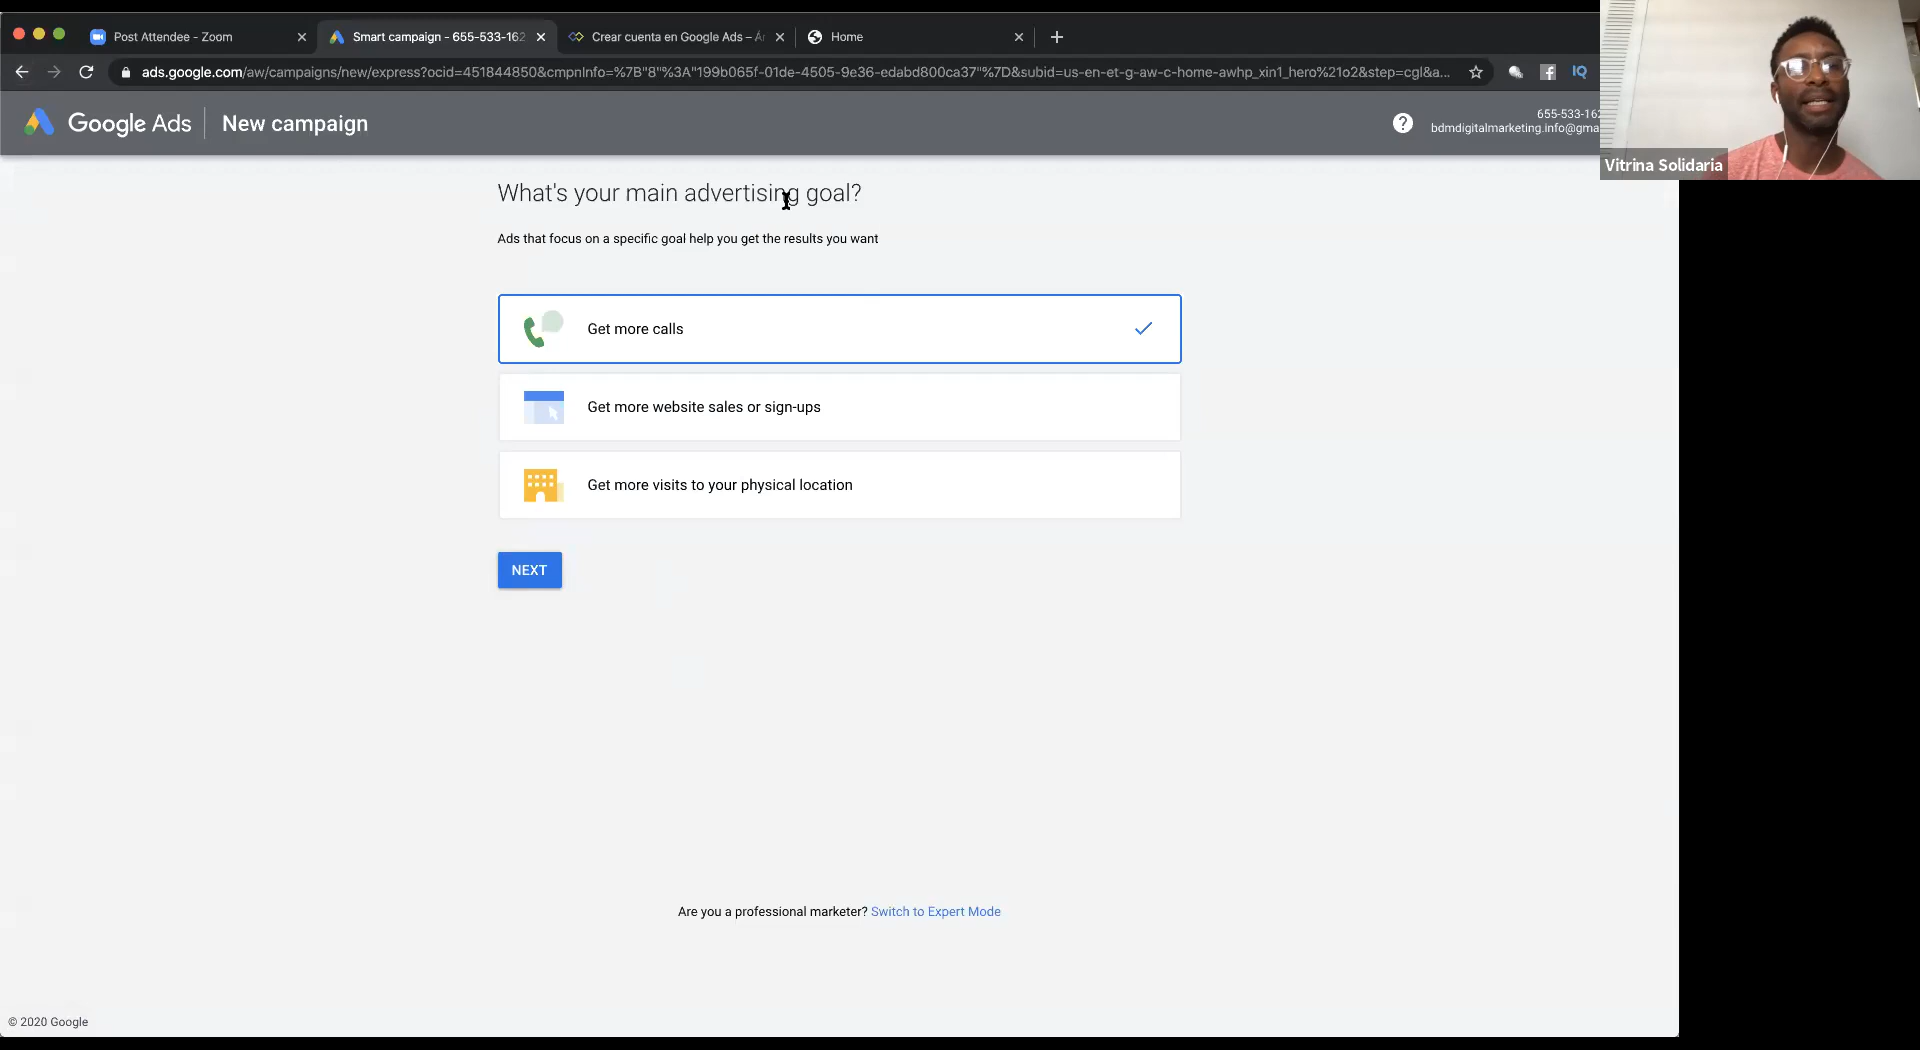 Post Attendee - Zoom
Smart campaign - 655-533-162
Crear cuenta en Google Ads –
Home
ads.google.com/aw/campaigns/new/express?ocid=451844850&cmpnInfo=%7B"8"%3A"199b065f-01de-4505-9e36-edabd800ca37"%7D&subid=us-en-et-g-aw-c-home-awhp_xin1_hero%21o2&step=cgl&a...
IQ
Google Ads
New campaign
655-533-162
bdmdigitalmarketing.info@gma
Vitrina Solidaria
What's your main advertising goal?
Ads that focus on a specific goal help you get the results you want
Get more calls
Get more website sales or sign-ups
Get more visits to your physical location
NEXT
Are you a professional marketer? Switch to Expert Mode
© 2020 Google